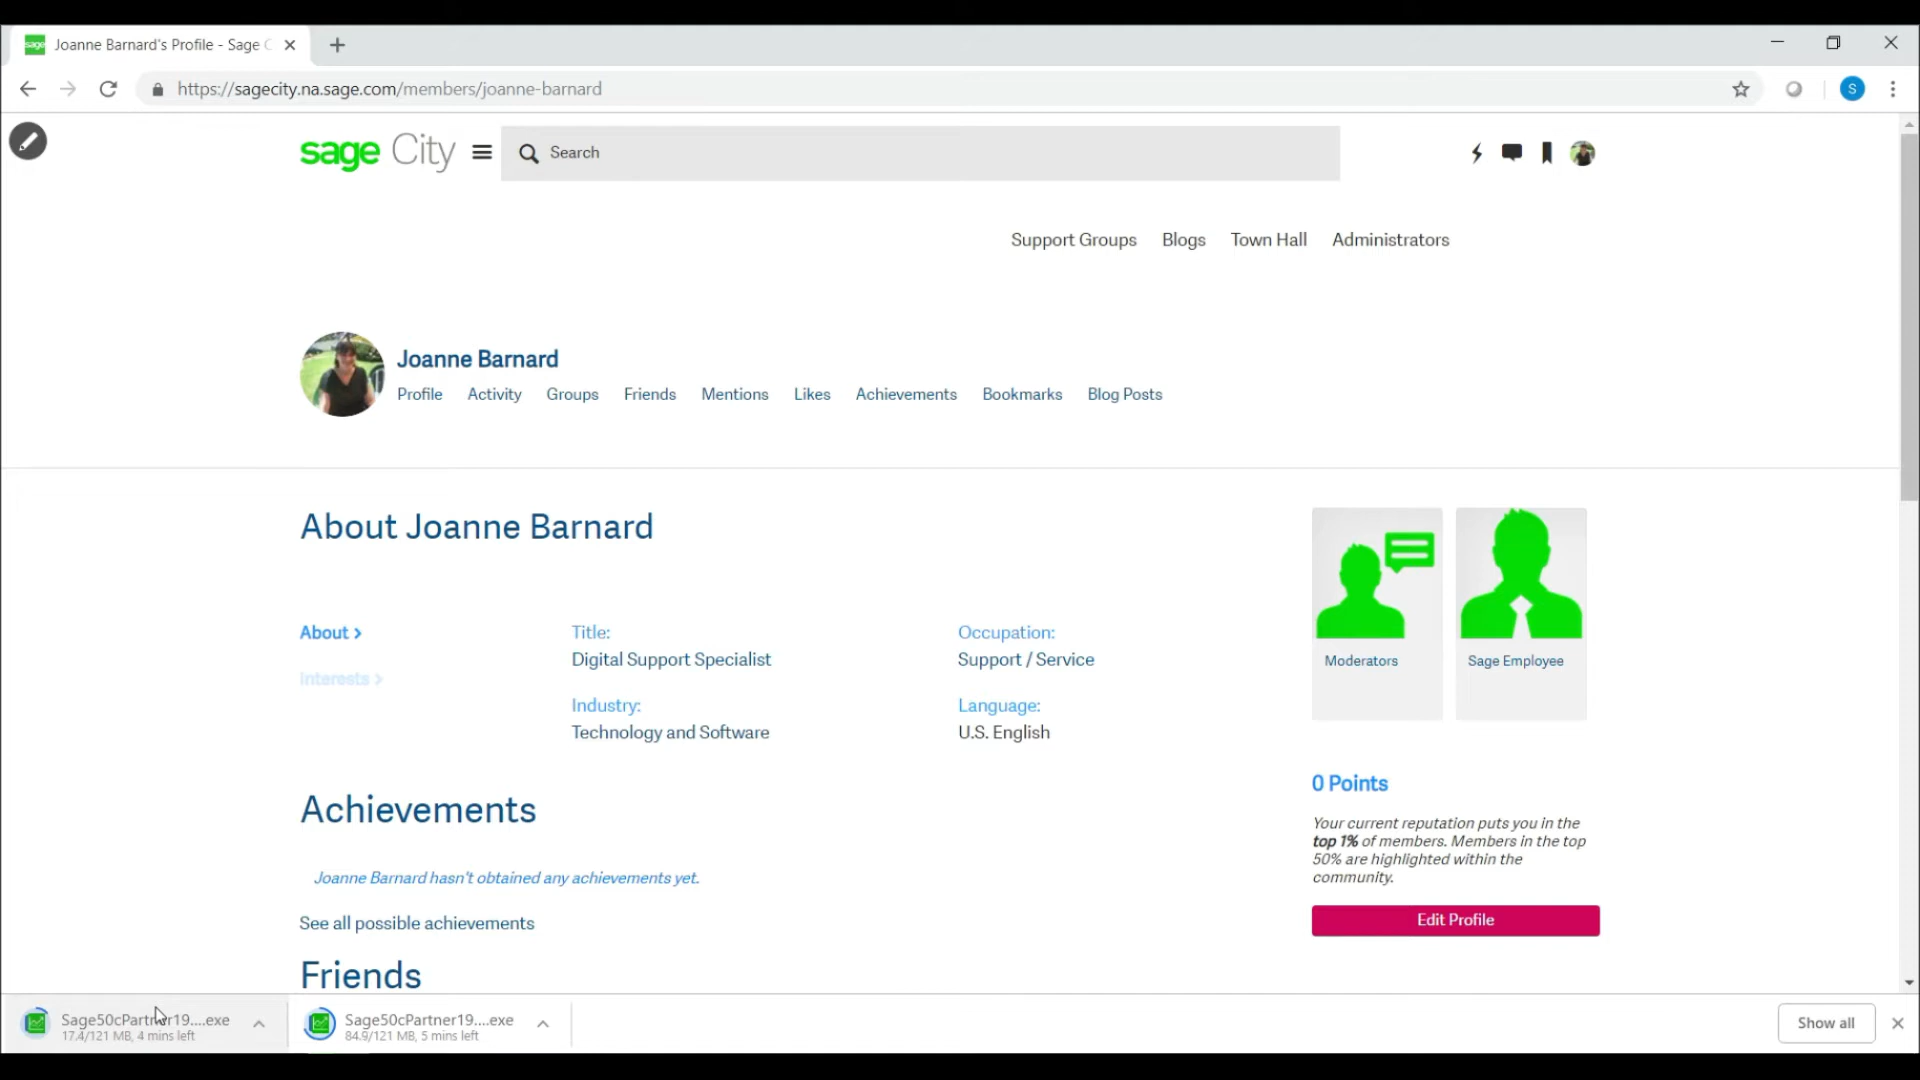 Joanne Barnard's Profile - Sage C
https://sagecity.na.sage.com/members/joanne-barnard
S
sage City
Search
Support Groups Blogs Town Hall Administrators
Joanne Barnard
Profile Activity Groups Friends Mentions Likes Achievements Bookmarks Blog Posts
About Joanne Barnard
About >
Interests >
Title:
Digital Support Specialist
Occupation:
Support / Service
Industry:
Technology and Software
Language:
U.S. English
Moderators
Sage Employee
0 Points
Your current reputation puts you in the
top 1% of members. Members in the top
50% are highlighted within the
community.
Edit Profile
Achievements
Joanne Barnard hasn't obtained any achievements yet.
See all possible achievements
Friends
Sage50cPartner19....exe
17.4/121 MB, 4 mins left
Sage50cPartner19....exe
84.9/121 MB, 5 mins left
Show all